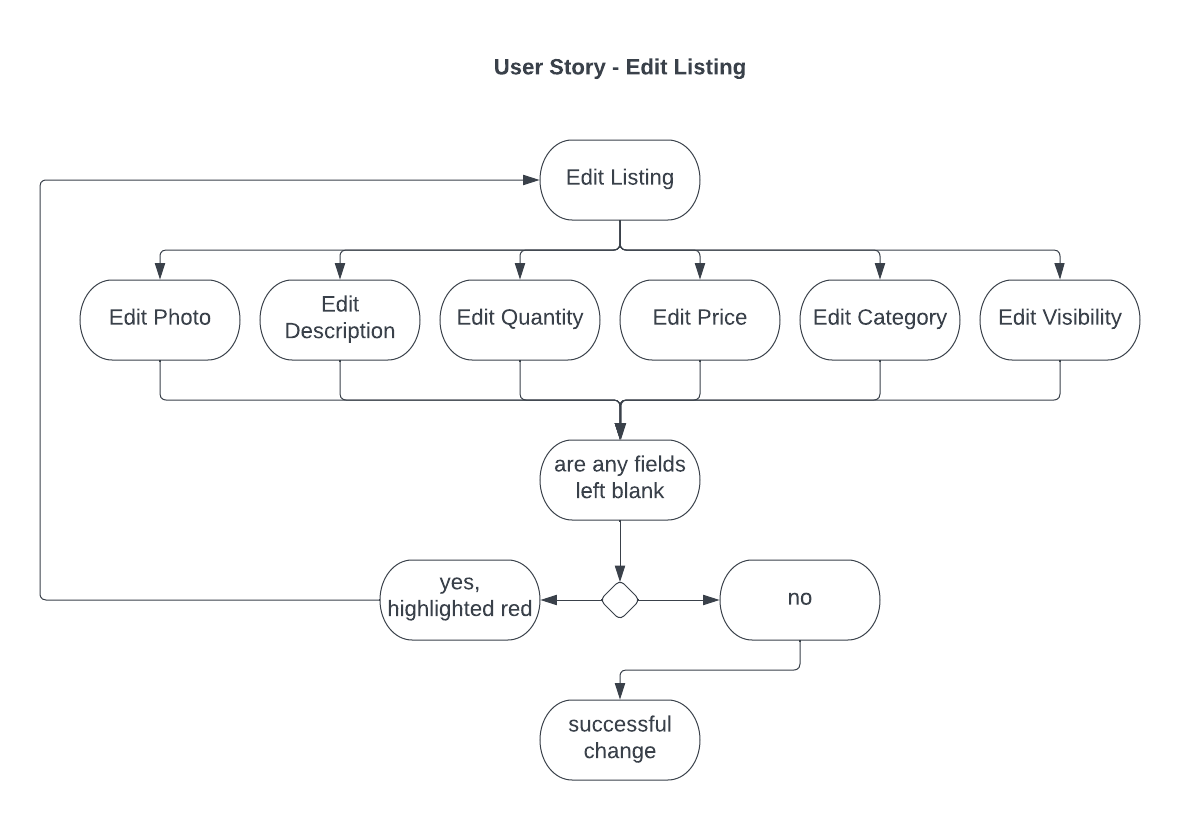 User Story - Edit Listing
Edit Listing
Edit Photo
Edit
Description
Edit Quantity
Edit Price
Edit Category
Edit Visibility
are any fields
left blank
yes,
highlighted red
no
successful
change